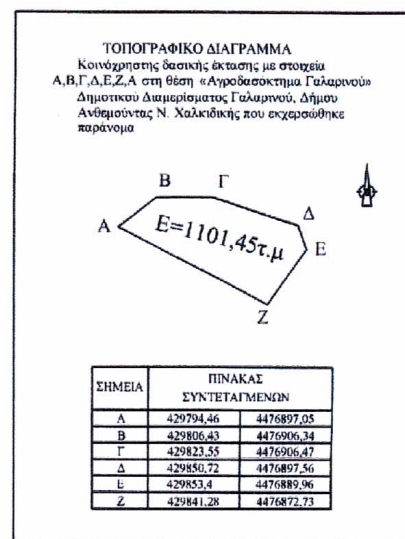 ΤΟΠΟΓΡΑΦΙΚΟ ΔΙΑΓΡΑΜΜΑ
Κοινόχρηστης δασικής έκτασης με στοιχεία
Α,Β,Γ,Δ,Ε,Ζ,Α στη θέση «Αγροδασόκτημα Γαλαρινού»
Δημοτικού Διαμερίσματος Γαλαρινού, Δήμου
Ανθεμούντας Ν. Χαλκιδικής που εκχερσώθηκε
παράνομα
Β Γ
Α Δ
Ε=1101,45τ.μ Ε
Ζ
ΣΗΜΕΙΑ ΠΙΝΑΚΑΣ
ΣΥΝΤΕΤΑΓΜΕΝΩΝ
Α 429794,46 4476897,05
Β 429806,43 4476906,34
Γ 429823,55 4476906,47
Δ 429850,72 4476897,56
Ε 429853,4 4476889,96
Ζ 429841,28 4476872,73